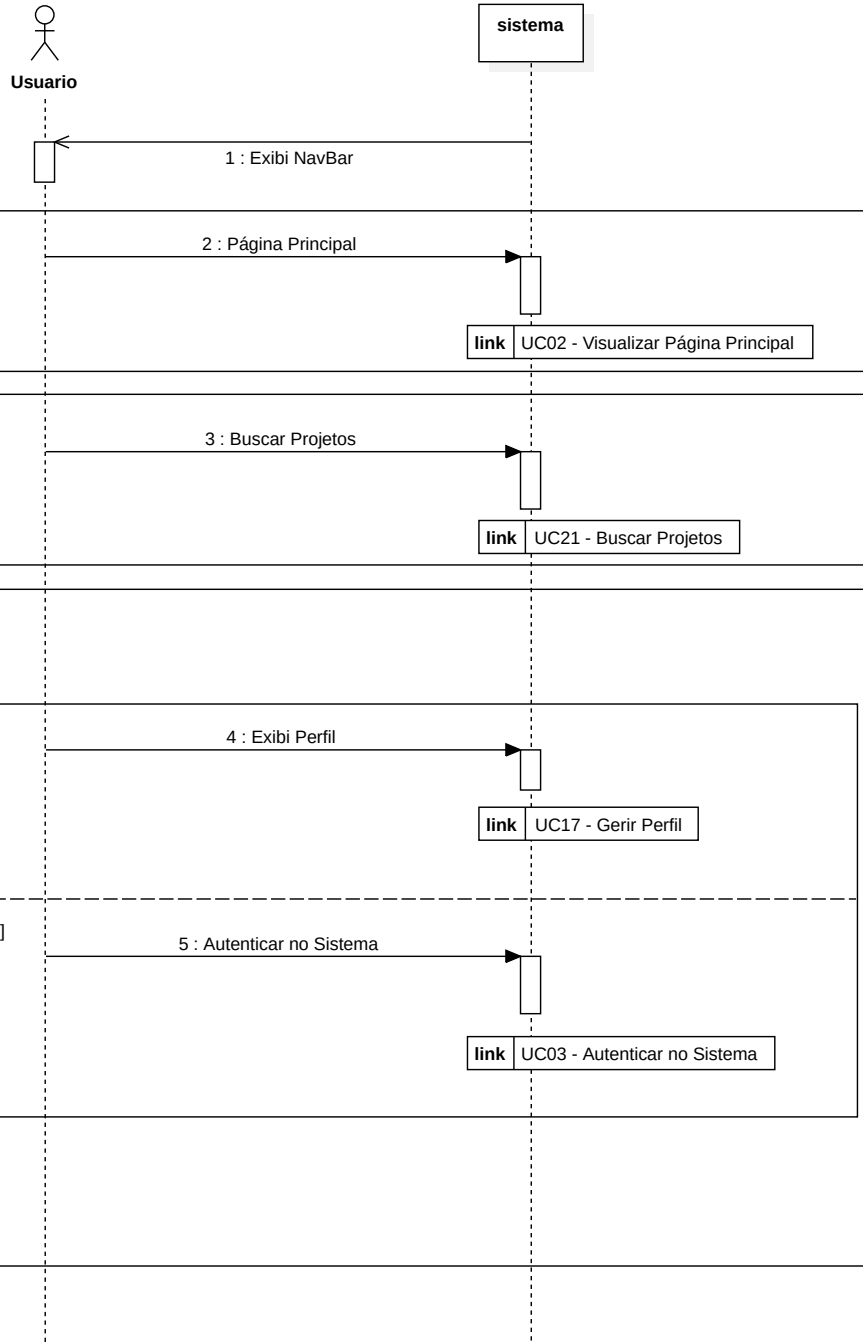 sistema
Usuario
1 : Exibi NavBar
2 : Página Principal
link UC02 - Visualizar Página Principal
3 : Buscar Projetos
link UC21 - Buscar Projetos
4 : Exibi Perfil
link UC17 - Gerir Perfil
]
5 : Autenticar no Sistema
link UC03 - Autenticar no Sistema